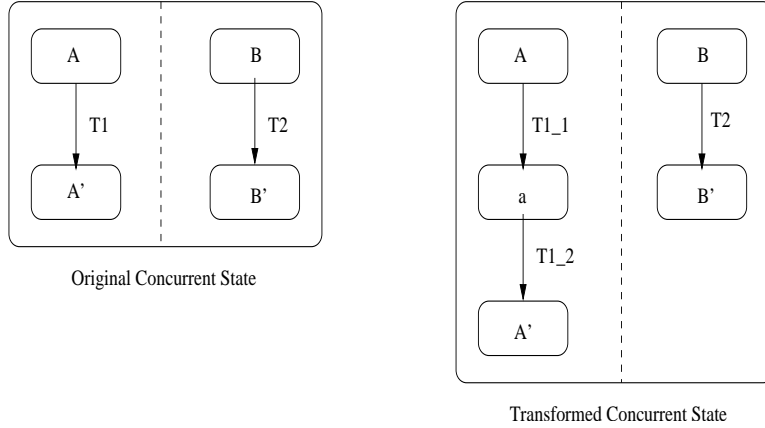 A
B
T1
T2
A’
B’
Original Concurrent State
A
B
T1_1
T2
a
B’
T1_2
A’
Transformed Concurrent State